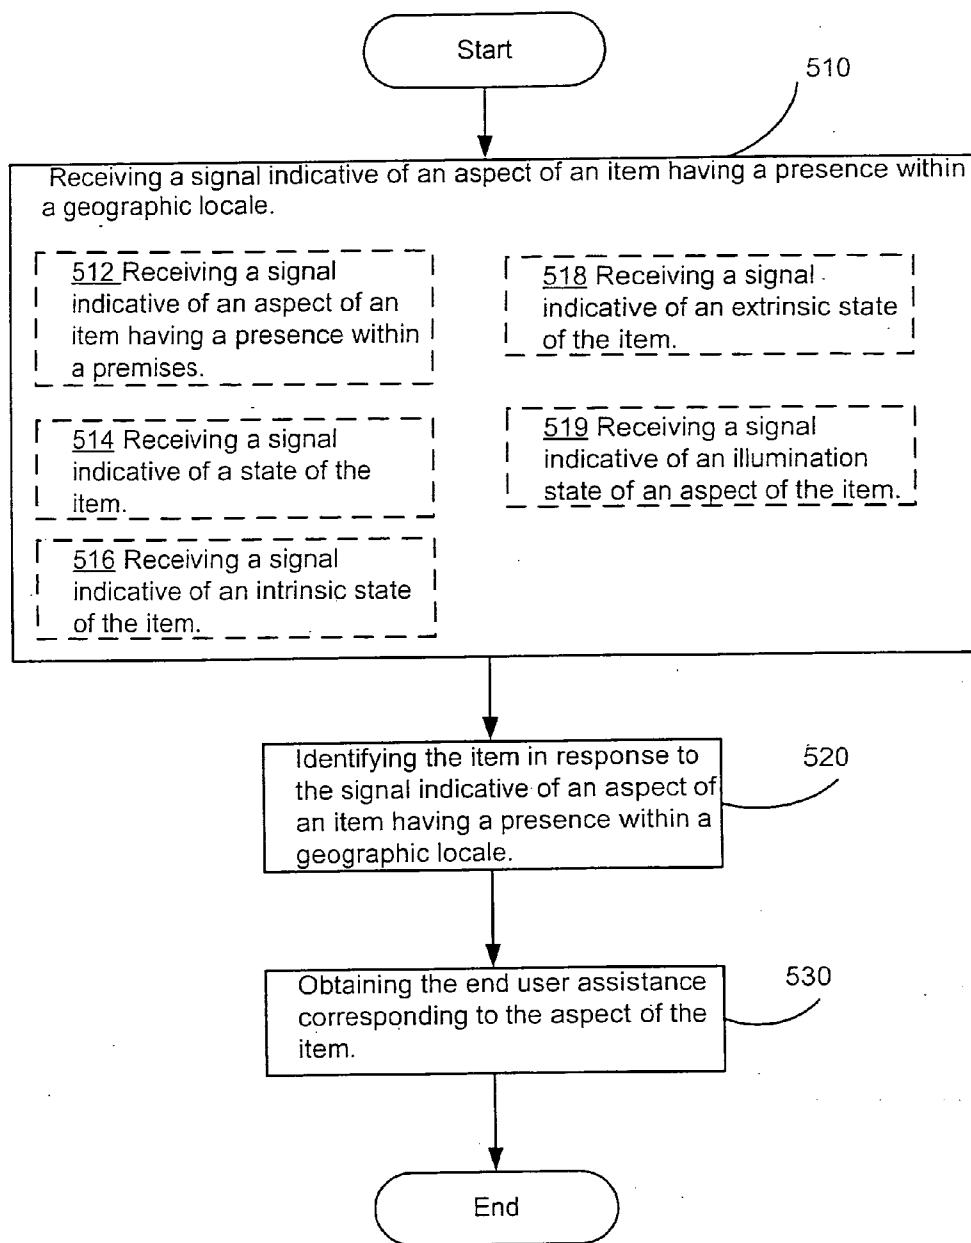 Start
510
Receiving a signal indicative of an aspect of an item having a presence within
a geographic locale.
512 Receiving a signal
indicative of an aspect of an
item having a presence within
a premises.
514 Receiving a signal
indicative of a state of the
item.
516 Receiving a signal
indicative of an intrinsic state
of the item.
518 Receiving a signal
indicative of an extrinsic state
of the item.
519 Receiving a signal
indicative of an illumination
state of an aspect of the item.
Identifying the item in response to
the signal indicative of an aspect of
an item having a presence within a
geographic locale.
520
Obtaining the end user assistance
corresponding to the aspect of the
item.
530
End